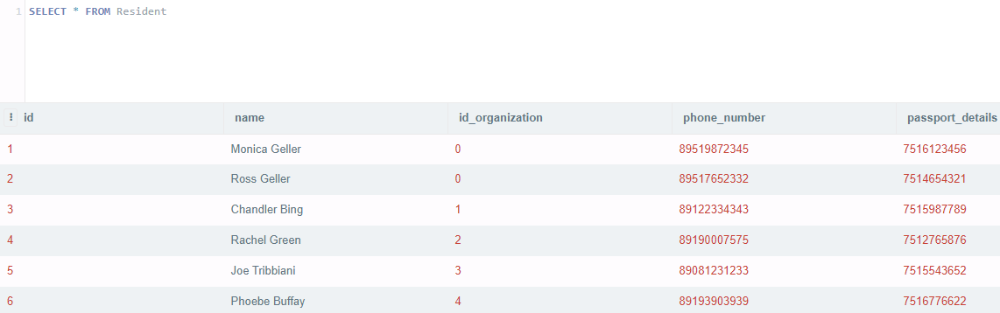 1 SELECT * FROM Resident
id name id_organization phone_number passport_details
1 Monica Geller 0 89519872345 7516123456
2 Ross Geller 0 89517652332 7514654321
3 Chandler Bing 1 89122334343 7515987789
4 Rachel Green 2 89190007575 7512765876
5 Joe Tribbiani 3 89081231233 7515543652
6 Phoebe Buffay 4 89193903939 7516776622